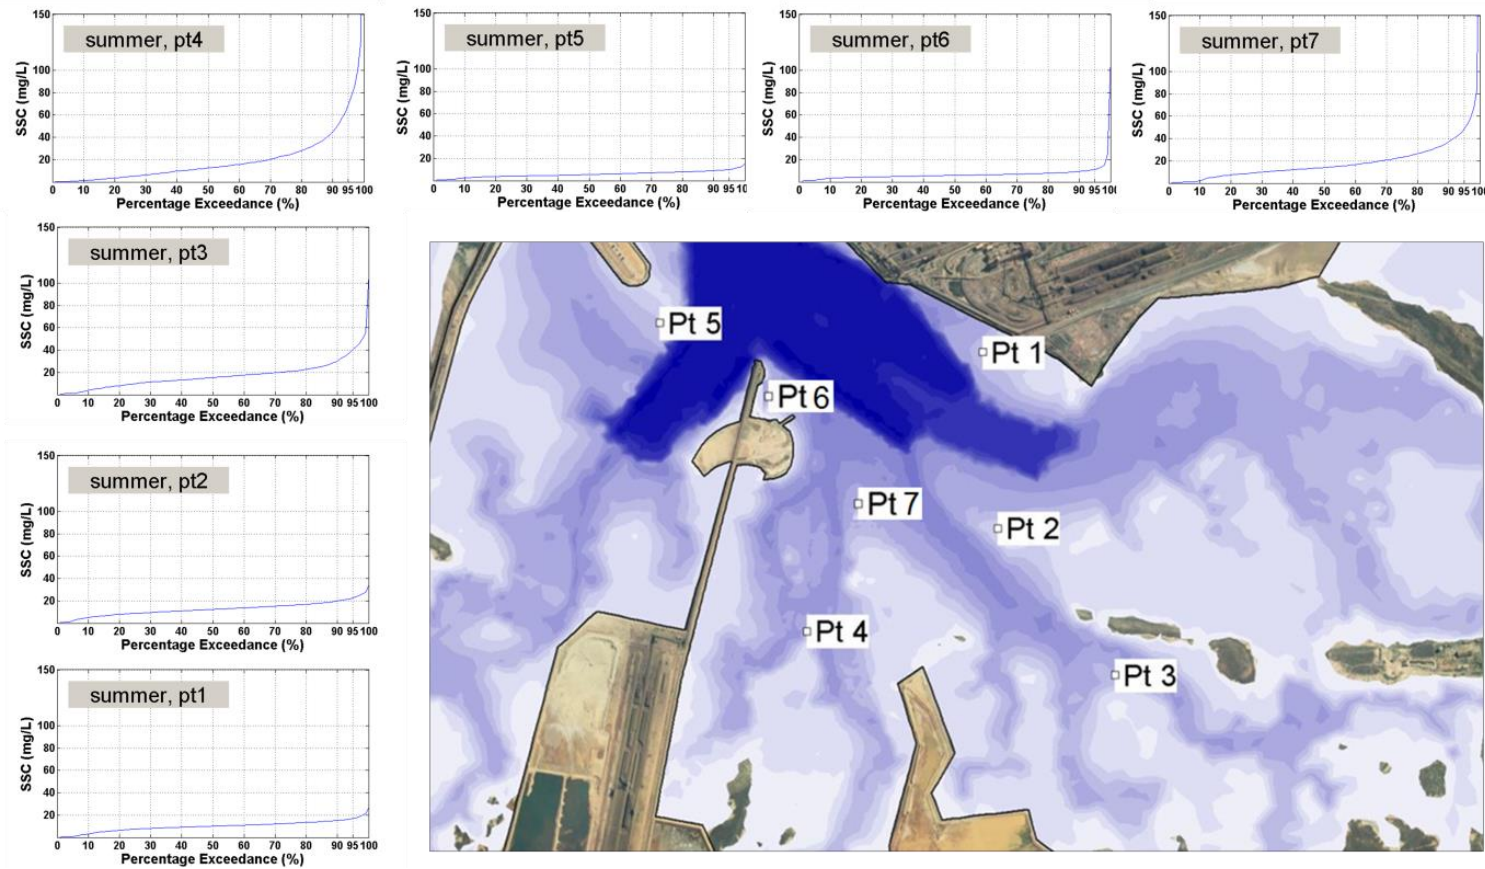 summer, pt4
SSC (mg/L)
150
100
80
60
40
20
0 10 20 30 40 50 60 70 80 90 95 100
Percentage Exceedance (%)
summer, pt5
SSC (mg/L)
150
100
80
60
40
20
0 10 20 30 40 50 60 70 80 90 95 10
Percentage Exceedance (%)
summer, pt6
SSC (mg/L)
150
100
80
60
40
20
0 10 20 30 40 50 60 70 80 90 95 100
Percentage Exceedance (%)
summer, pt7
SSC (mg/L)
150
100
80
60
40
20
0 10 20 30 40 50 60 70 80 90 95 100
Percentage Exceedance (%)
summer, pt3
SSC (mg/L)
150
100
80
60
40
20
0 10 20 30 40 50 60 70 80 90 95 100
Percentage Exceedance (%)
summer, pt2
SSC (mg/L)
150
100
80
60
40
20
0 10 20 30 40 50 60 70 80 90 95 100
Percentage Exceedance (%)
summer, pt1
SSC (mg/L)
150
100
80
60
40
20
0 10 20 30 40 50 60 70 80 90 95 100
Percentage Exceedance (%)
Pt 5
Pt 1
Pt 6
Pt 7
Pt 2
Pt 4
Pt 3